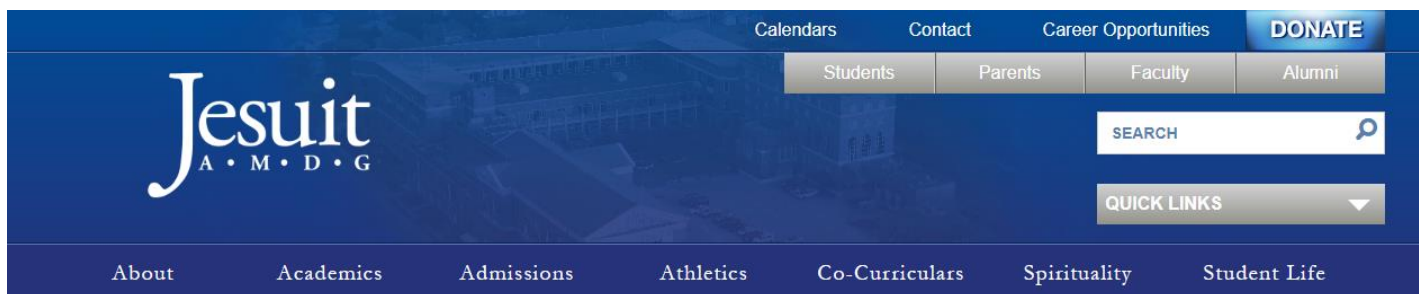 Calendars Contact Career Opportunities DONATE
Students Parents Faculty Alumni
Jesuit
A • M • D • G
SEARCH
QUICK LINKS
About Academics Admissions Athletics Co-Curriculars Spirituality Student Life